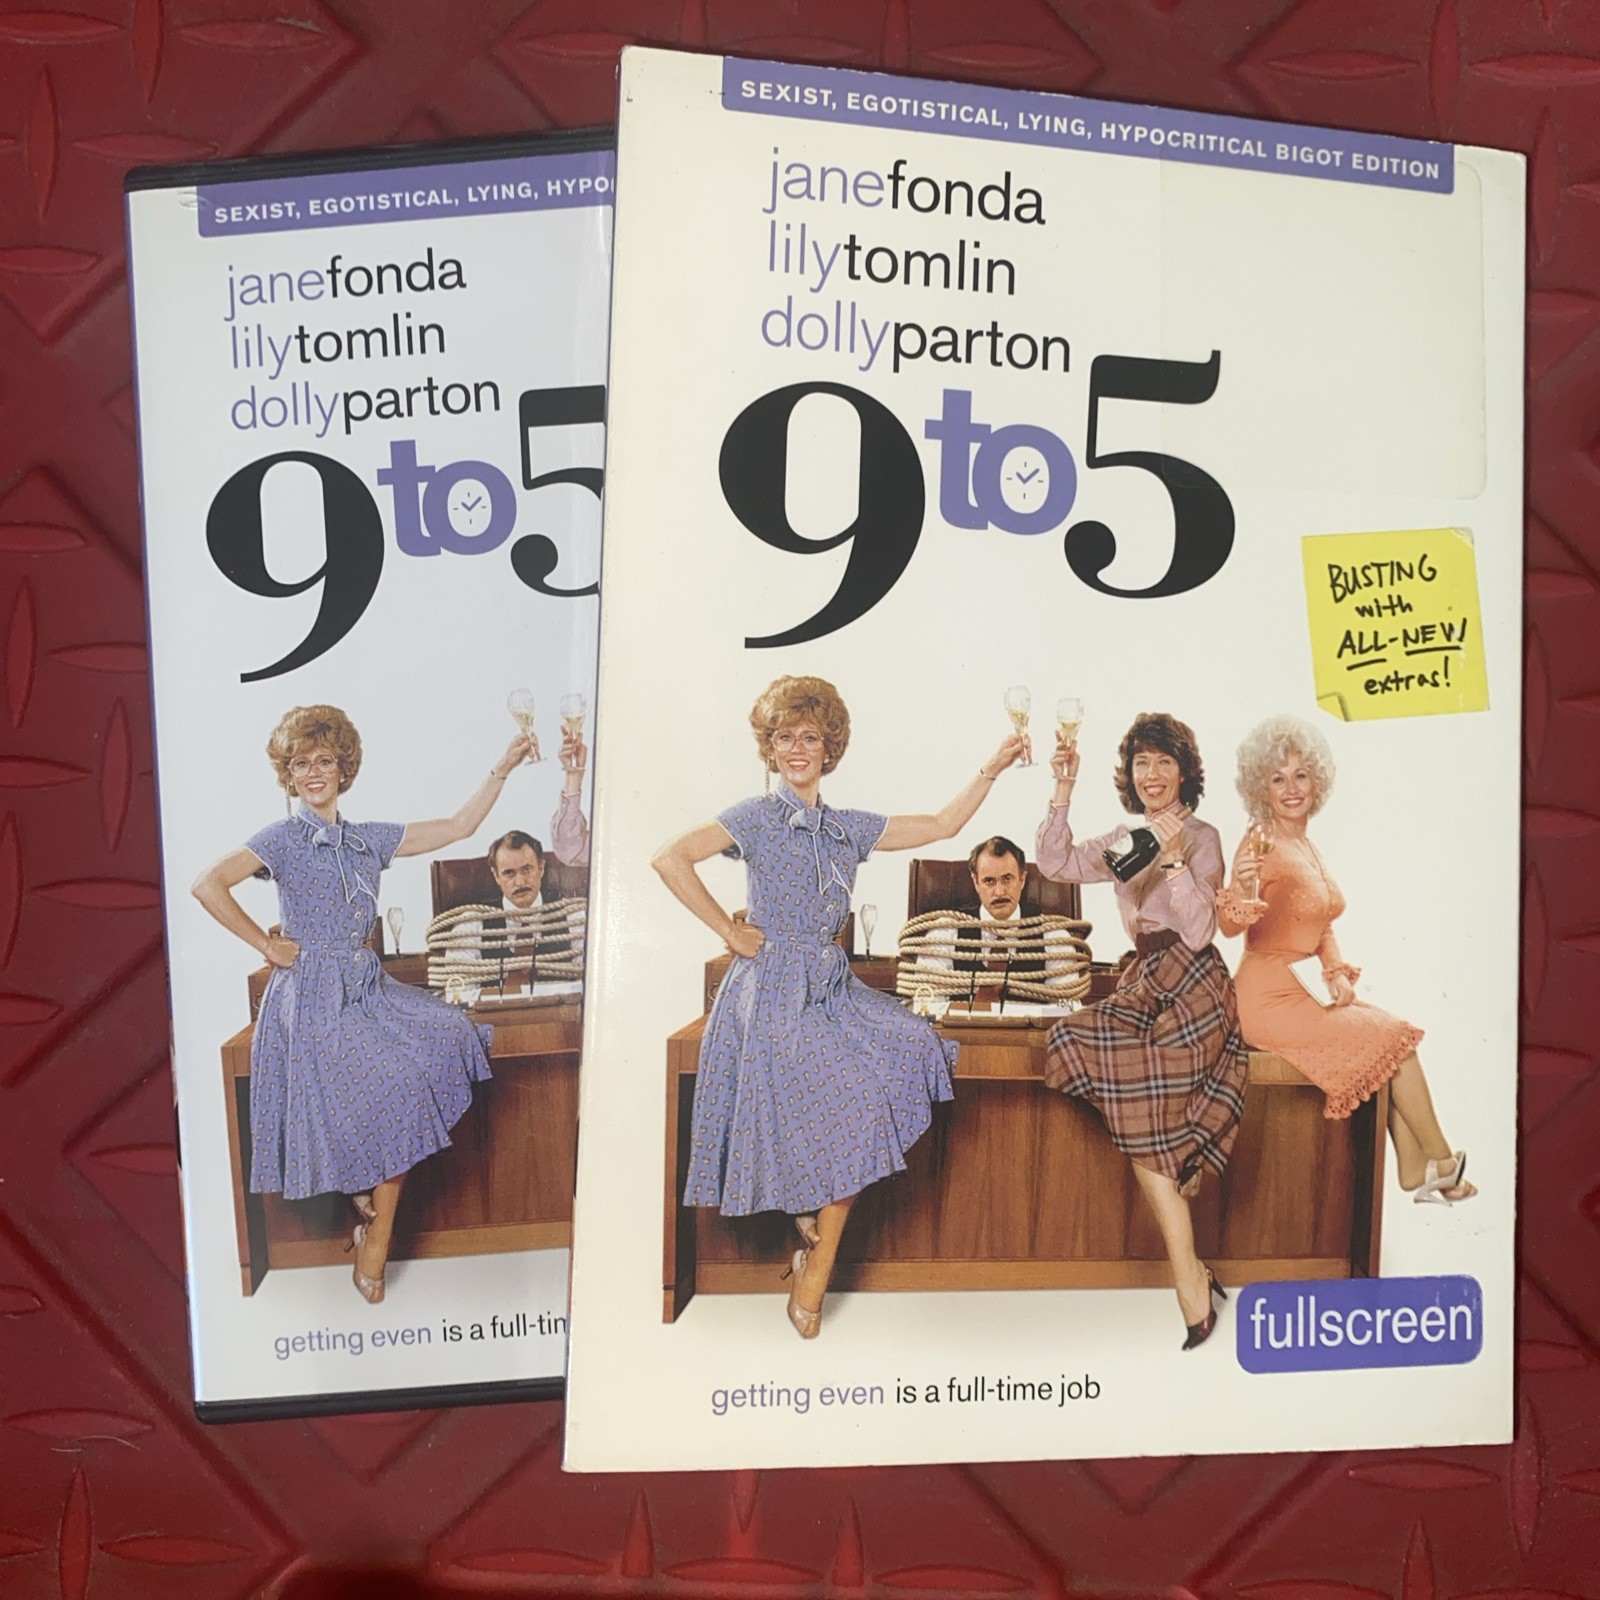 SEXIST, EGOTISTICAL, LYING, HYPO
janefonda
lilytomlin
dollyparton
9to5
getting even is a full-tim
SEXIST, EGOTISTICAL, LYING, HYPOCRITICAL BIGOT EDITION
janefonda
lilytomlin
dollyparton
9to5
BUSTING
with
ALL-NEW
extras!
fullscreen
getting even is a full-time job